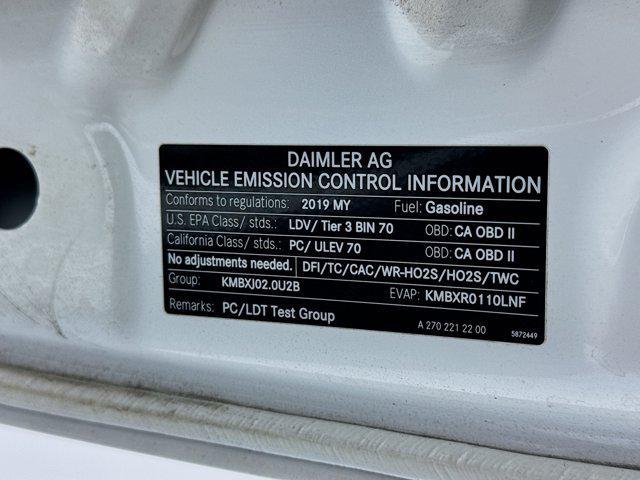 DAIMLER AG
VEHICLE EMISSION CONTROL INFORMATION
Conforms to regulations: 2019 MY Fuel: Gasoline
U.S. EPA Class/ stds.: LDV/ Tier 3 BIN 70 OBD: CA OBD II
California Class/ stds.: PC/ ULEV 70 OBD: CA OBD II
No adjustments needed. DFI/TC/CAC/WR-HO2S/HO2S/TWC
Group: KMBXJ02.0U2B EVAP: KMBXR0110LNF
Remarks: PC/LDT Test Group A 270 221 22 00 5872449